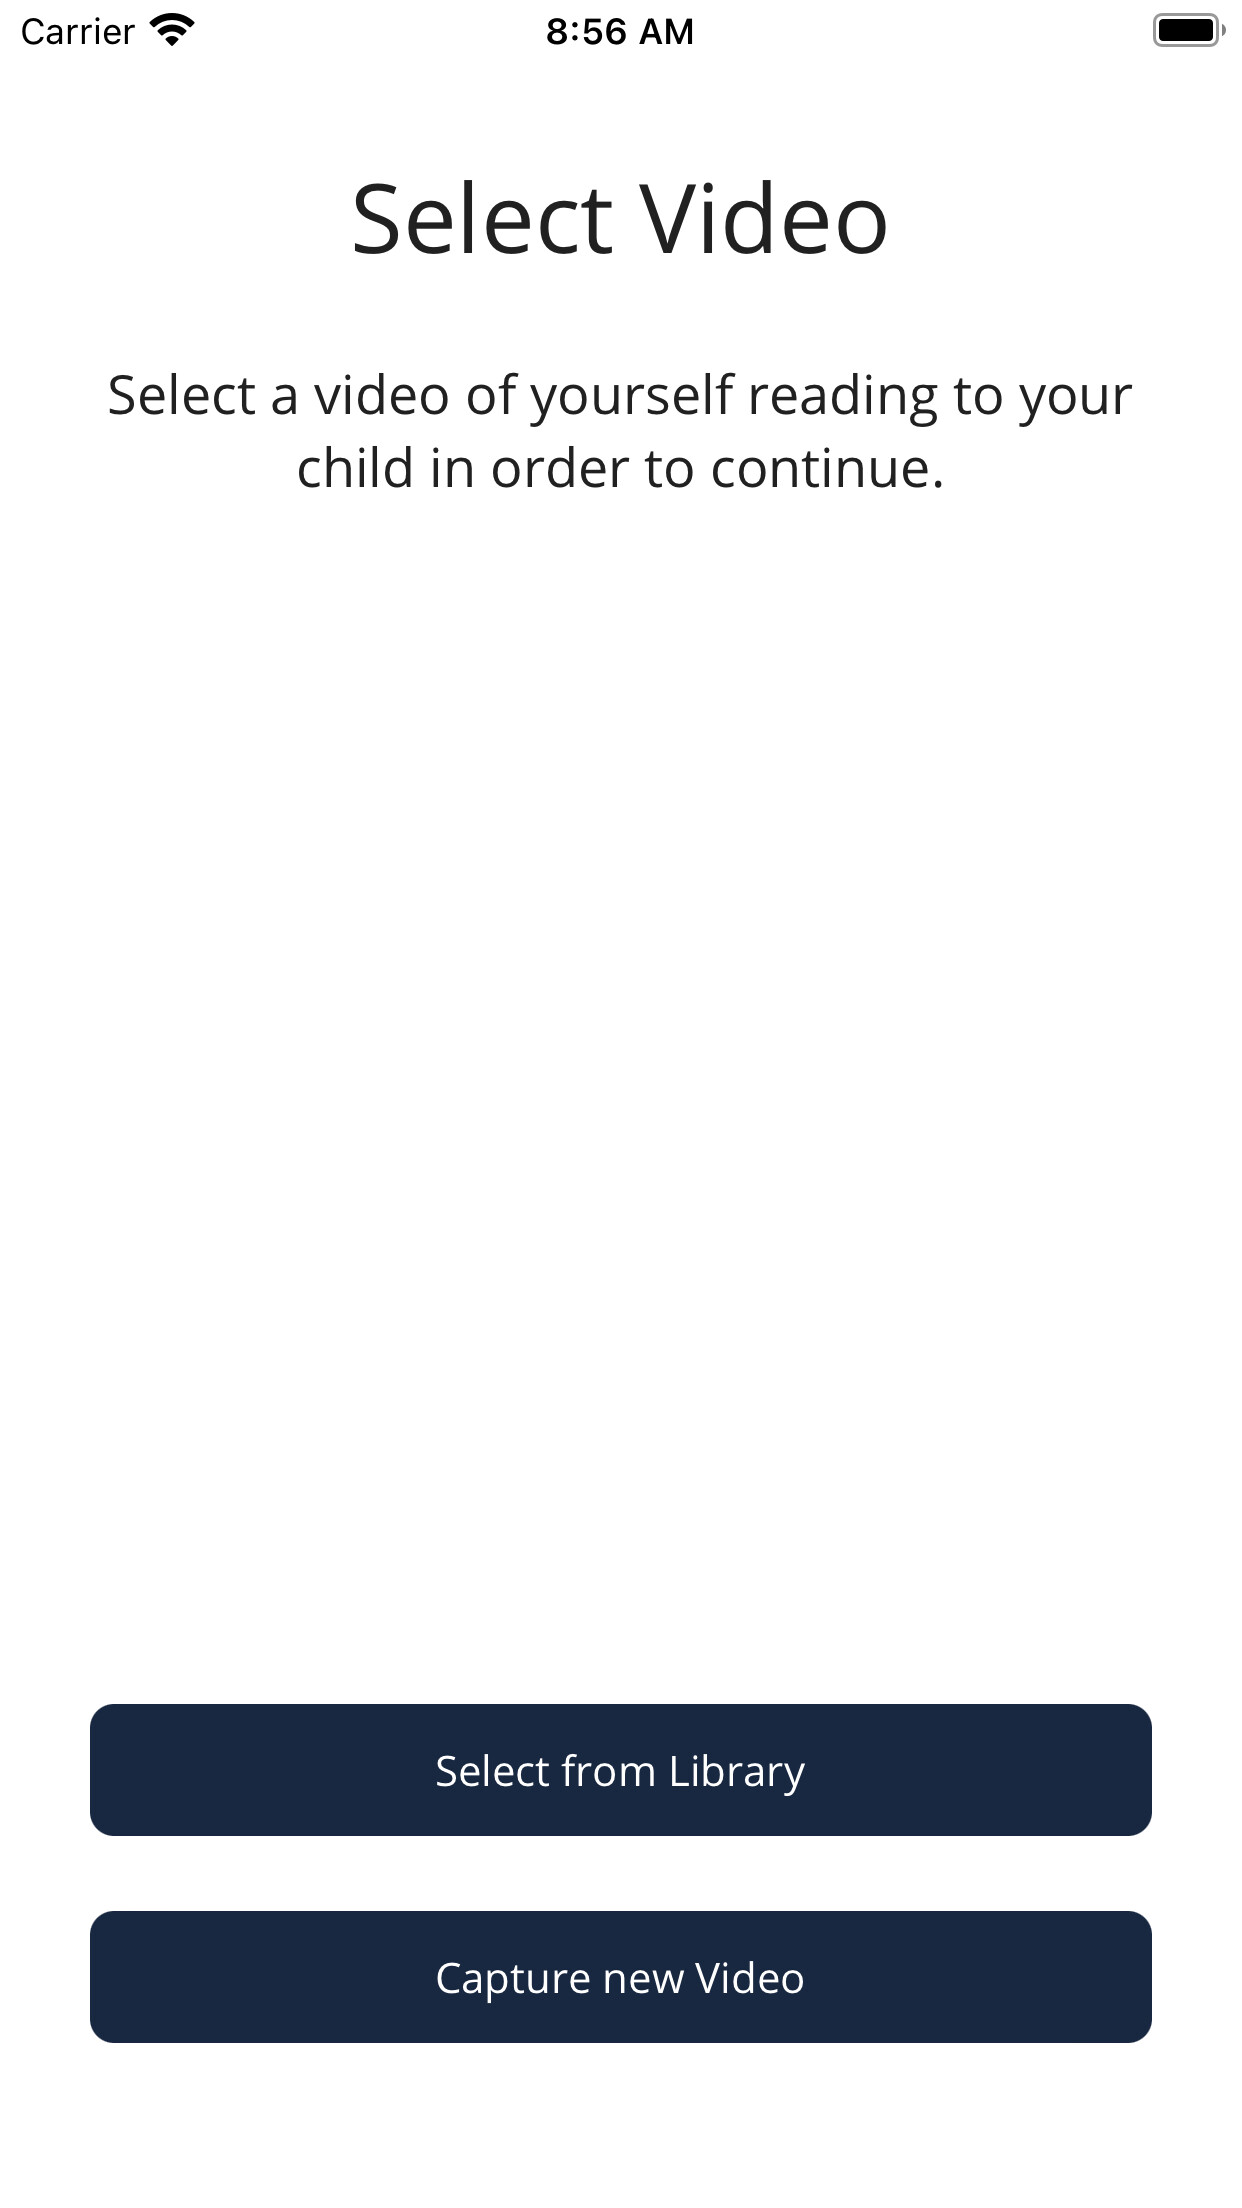 Carrier 8:56 AM
Select Video
Select a video of yourself reading to your
child in order to continue.
Select from Library
Capture new Video